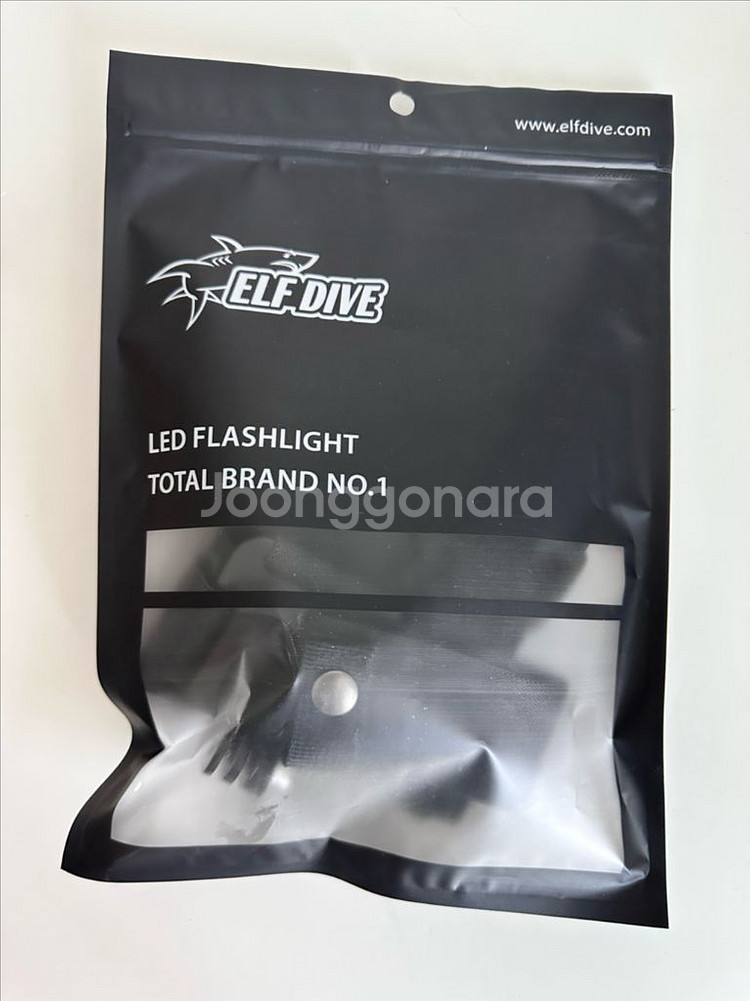 www.elfdive.com
ELF DIVE
LED FLASHLIGHT
TOTAL BRAND NO.1
Joonggonara